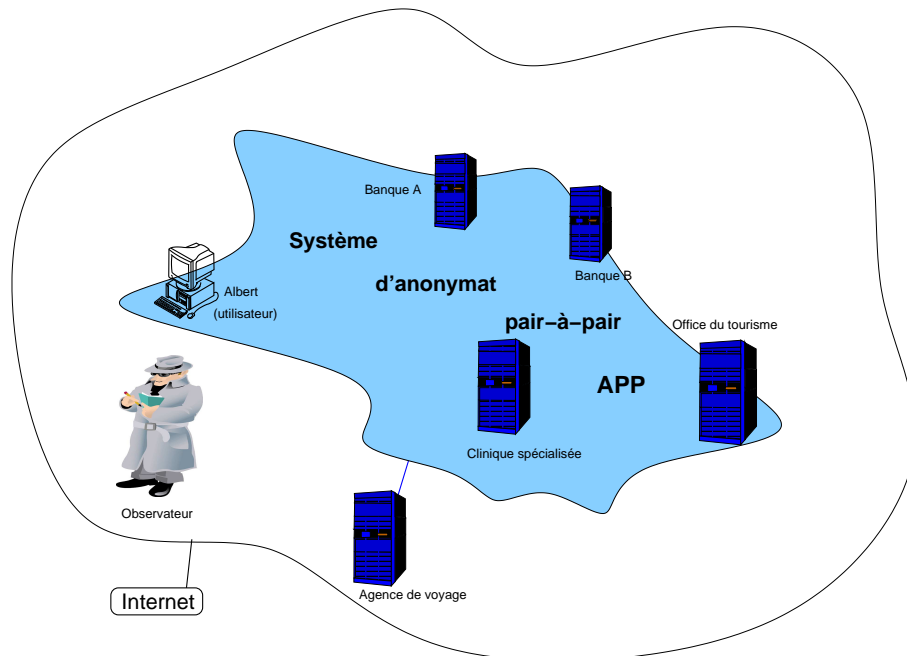 Banque A
Système
Banque B
d'anonymat
Albert
(utilisateur)
pair−à−pair
Office du tourisme
APP
Clinique spécialisée
Observateur
Agence de voyage
Internet